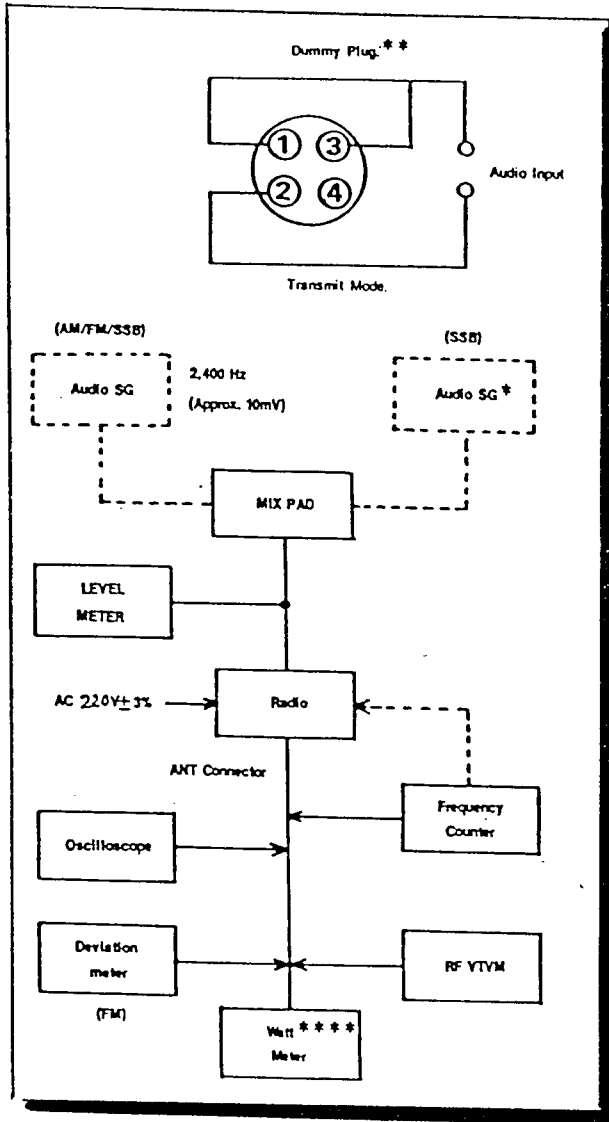 Dummy Plug. **
1 3
2 4
Audio Input
Transmit Mode.
(AM/FM/SSB)
(SSB)
Audio SG
2,400 Hz
(Approx. 10mV)
Audio SG *
MIX PAD
LEVEL
METER
AC 220V± 3%
Radio
ANT Connector
Frequency
Counter
Oscilloscope
Deviation
meter
RF VTVM
(FM)
Watt ****
Meter